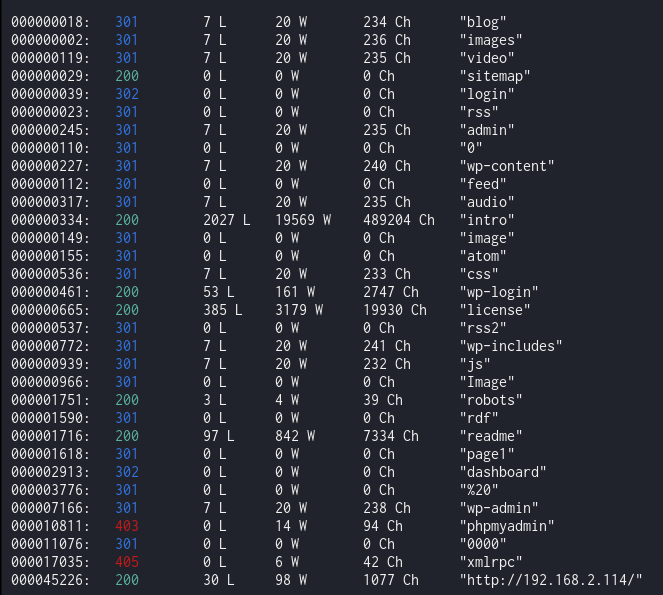 000000018: 301 7 L 20 W 234 Ch "blog"
000000002: 301 7 L 20 W 236 Ch "images"
000000119: 301 7 L 20 W 235 Ch "video"
000000029: 200 0 L 0 W 0 Ch "sitemap"
000000039: 302 0 L 0 W 0 Ch "login"
000000023: 301 0 L 0 W 0 Ch "rss"
000000245: 301 7 L 20 W 235 Ch "admin"
000000110: 301 0 L 0 W 0 Ch "0"
000000227: 301 7 L 20 W 240 Ch "wp-content"
000000112: 301 0 L 0 W 0 Ch "feed"
000000317: 301 7 L 20 W 235 Ch "audio"
000000334: 200 2027 L 19569 W 489204 Ch "intro"
000000149: 301 0 L 0 W 0 Ch "image"
000000155: 301 0 L 0 W 0 Ch "atom"
000000536: 301 7 L 20 W 233 Ch "css"
000000461: 200 53 L 161 W 2747 Ch "wp-login"
000000665: 200 385 L 3179 W 19930 Ch "license"
000000537: 301 0 L 0 W 0 Ch "rss2"
000000772: 301 7 L 20 W 241 Ch "wp-includes"
000000939: 301 7 L 20 W 232 Ch "js"
000000966: 301 0 L 0 W 0 Ch "Image"
000001751: 200 3 L 4 W 39 Ch "robots"
000001590: 301 0 L 0 W 0 Ch "rdf"
000001716: 200 97 L 842 W 7334 Ch "readme"
000001618: 301 0 L 0 W 0 Ch "page1"
000002913: 302 0 L 0 W 0 Ch "dashboard"
000003776: 301 0 L 0 W 0 Ch "%20"
000007166: 301 7 L 20 W 238 Ch "wp-admin"
000010811: 403 0 L 14 W 94 Ch "phpmyadmin"
000011076: 301 0 L 0 W 0 Ch "0000"
000017035: 405 0 L 6 W 42 Ch "xmlrpc"
000045226: 200 30 L 98 W 1077 Ch "http://192.168.2.114/"